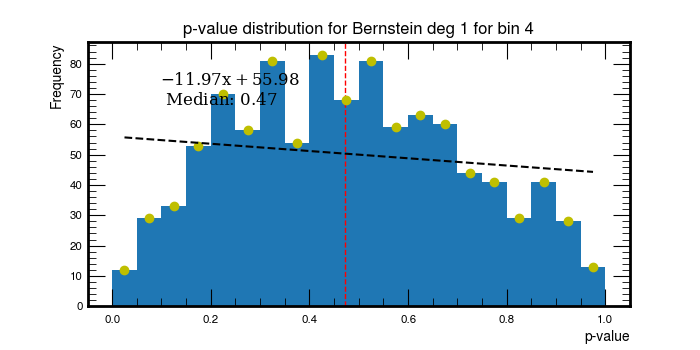 p-value distribution for Bernstein deg 1 for bin 4
Frequency
80
70
60
50
40
30
20
10
0
−11.97x + 55.98
Median: 0.47
0.0 0.2 0.4 0.6 0.8 1.0
p-value